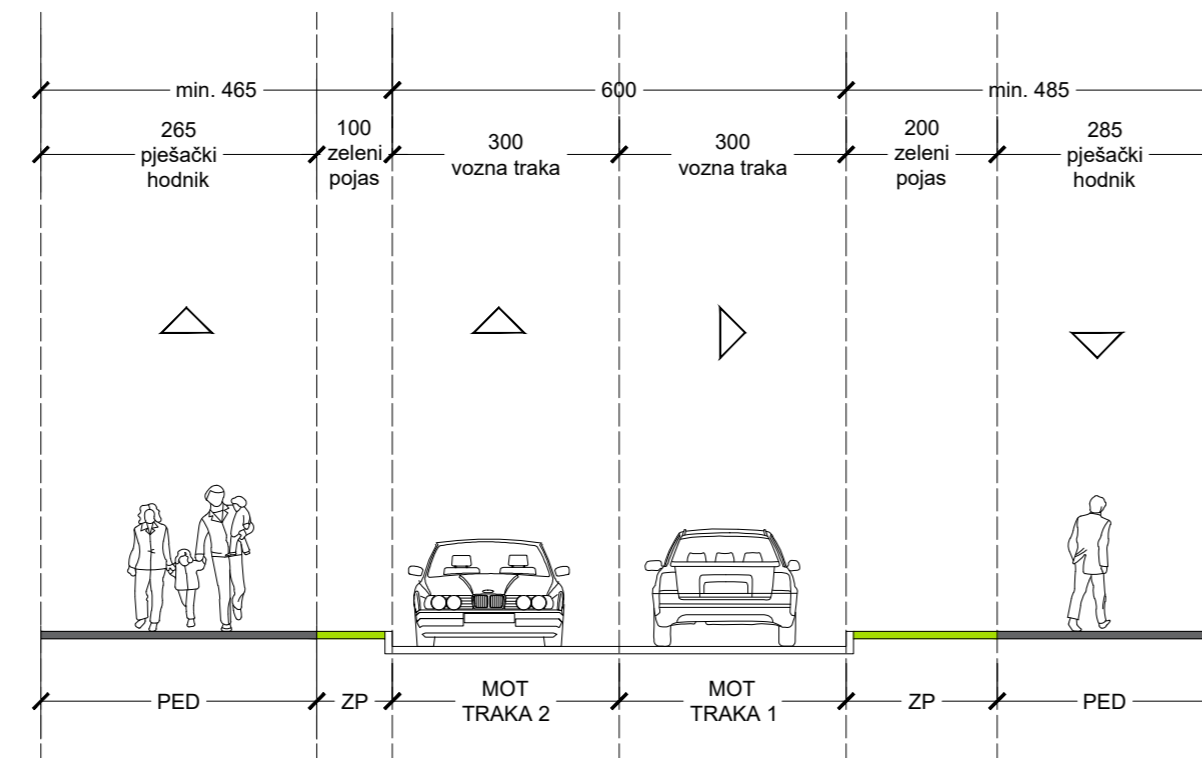 min. 465
600
min. 485
265
pješački
hodnik
100
zeleni
pojas
300
vozna traka
300
vozna traka
200
zeleni
pojas
285
pješački
hodnik
PED
ZP
MOT
TRAKA 2
MOT
TRAKA 1
ZP
PED